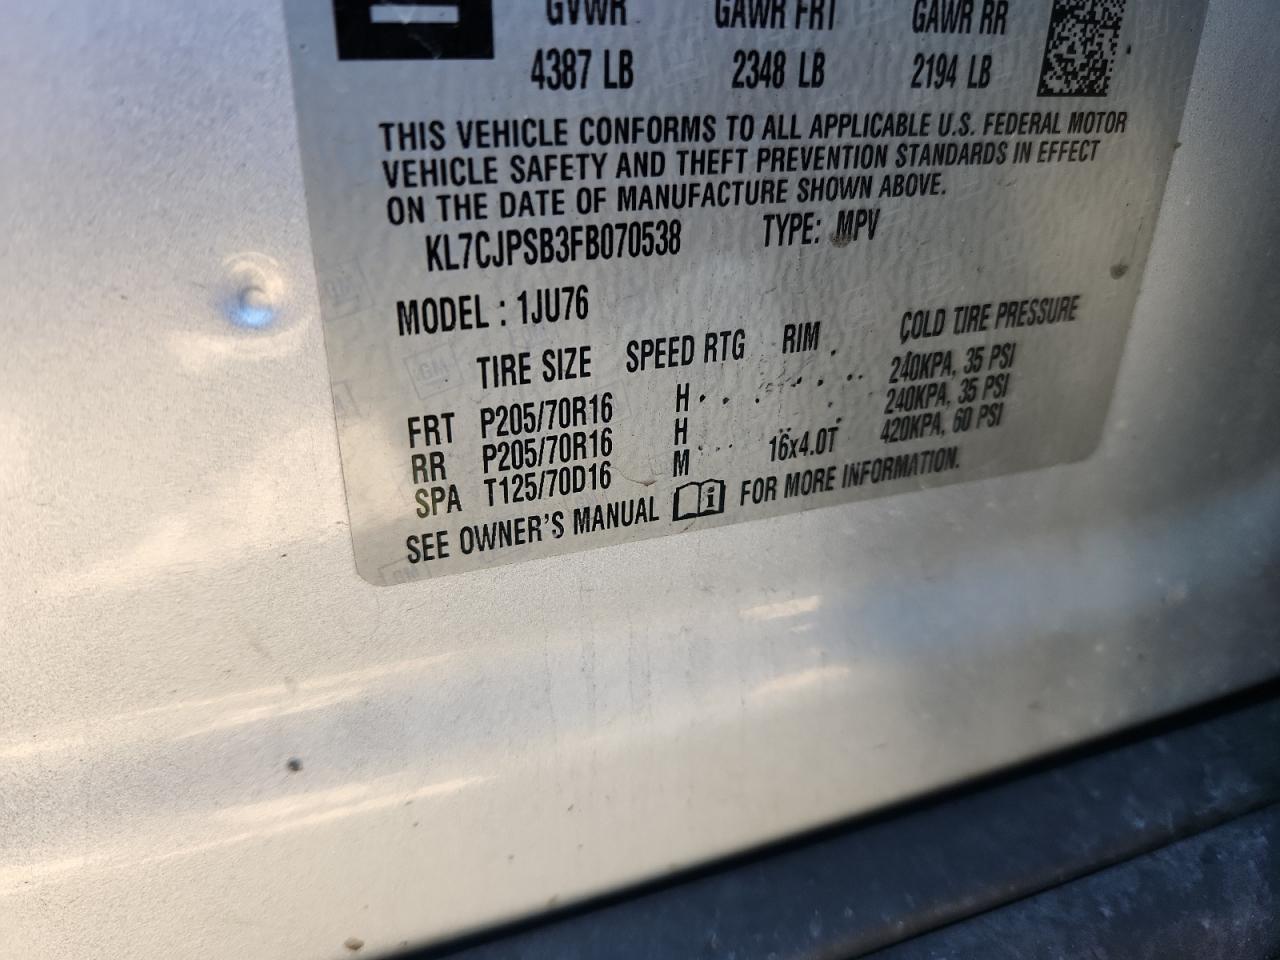 GVWR GAWR FRT GAWR RR
4387 LB 2348 LB 2194 LB
THIS VEHICLE CONFORMS TO ALL APPLICABLE U.S. FEDERAL MOTOR
VEHICLE SAFETY AND THEFT PREVENTION STANDARDS IN EFFECT
ON THE DATE OF MANUFACTURE SHOWN ABOVE.
KL7CJPSB3FB070538 TYPE: MPV
MODEL : 1JU76
TIRE SIZE SPEED RTG RIM COLD TIRE PRESSURE
FRT P205/70R16 H 240KPA, 35 PSI
RR P205/70R16 H 240KPA, 35 PSI
SPA T125/70D16 M 16x4.0T 420KPA, 60 PSI
SEE OWNER'S MANUAL FOR MORE INFORMATION.